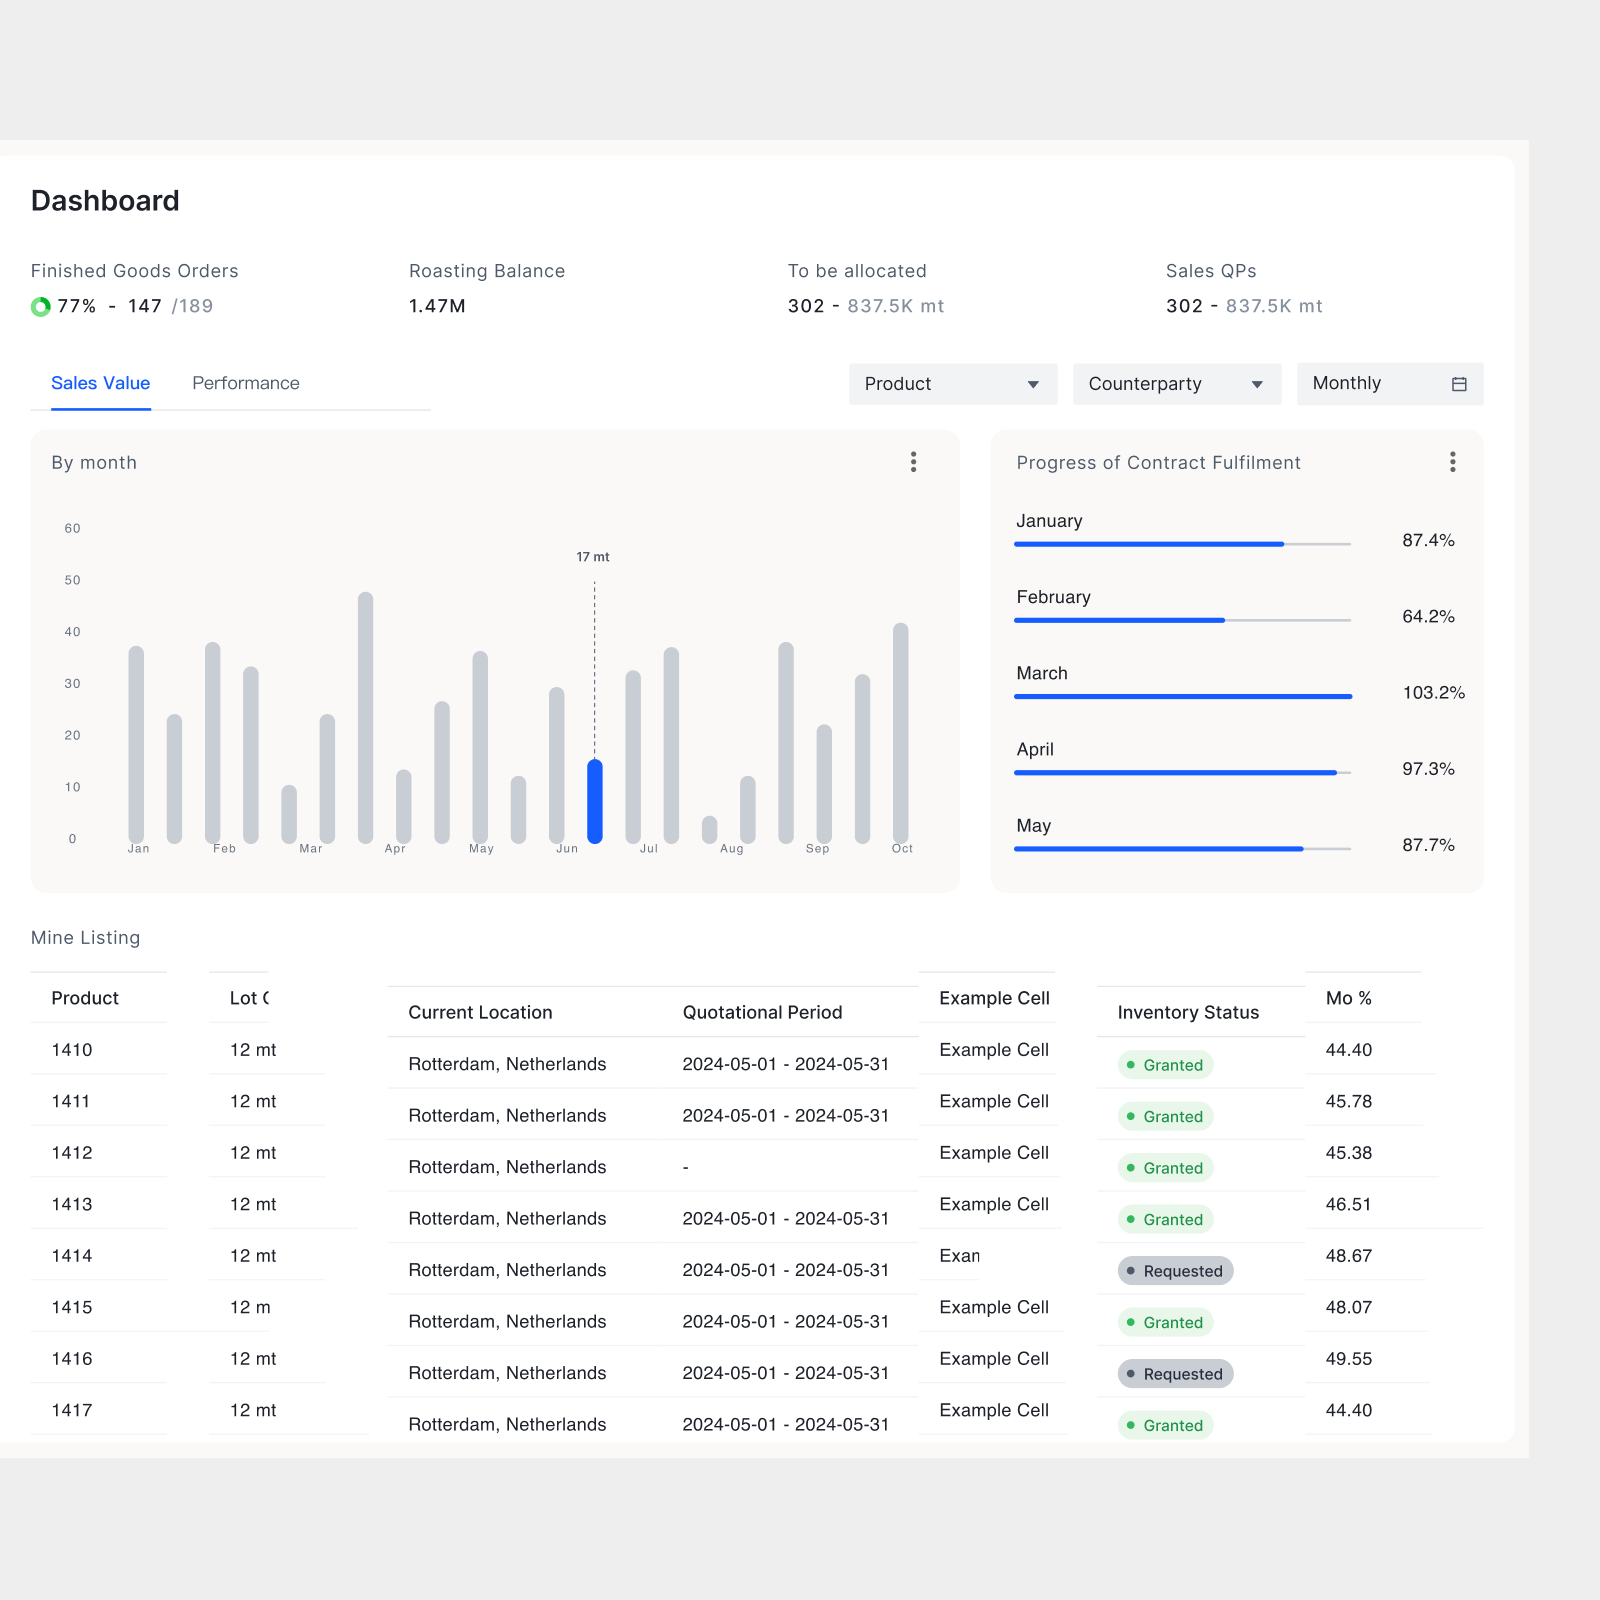 Dashboard
Finished Goods Orders
77% - 147 /189
Roasting Balance
1.47M
To be allocated
302 - 837.5K mt
Sales QPs
302 - 837.5K mt
Sales Value Performance
Product Counterparty Monthly
By month
60
50
40
30
20
10
0
17 mt
Jan Feb Mar Apr May Jun Jul Aug Sep Oct
Progress of Contract Fulfilment
January
87.4%
February
64.2%
March
103.2%
April
97.3%
May
87.7%
Mine Listing
Product Lot Current Location Quotational Period Example Cell Inventory Status Mo %
1410 12 mt Rotterdam, Netherlands 2024-05-01 - 2024-05-31 Example Cell Granted 44.40
1411 12 mt Rotterdam, Netherlands 2024-05-01 - 2024-05-31 Example Cell Granted 45.78
1412 12 mt Rotterdam, Netherlands - Example Cell Granted 45.38
1413 12 mt Rotterdam, Netherlands 2024-05-01 - 2024-05-31 Example Cell Granted 46.51
1414 12 mt Rotterdam, Netherlands 2024-05-01 - 2024-05-31 Exan Requested 48.67
1415 12 m Rotterdam, Netherlands 2024-05-01 - 2024-05-31 Example Cell Granted 48.07
1416 12 mt Rotterdam, Netherlands 2024-05-01 - 2024-05-31 Example Cell Requested 49.55
1417 12 mt Rotterdam, Netherlands 2024-05-01 - 2024-05-31 Example Cell Granted 44.40